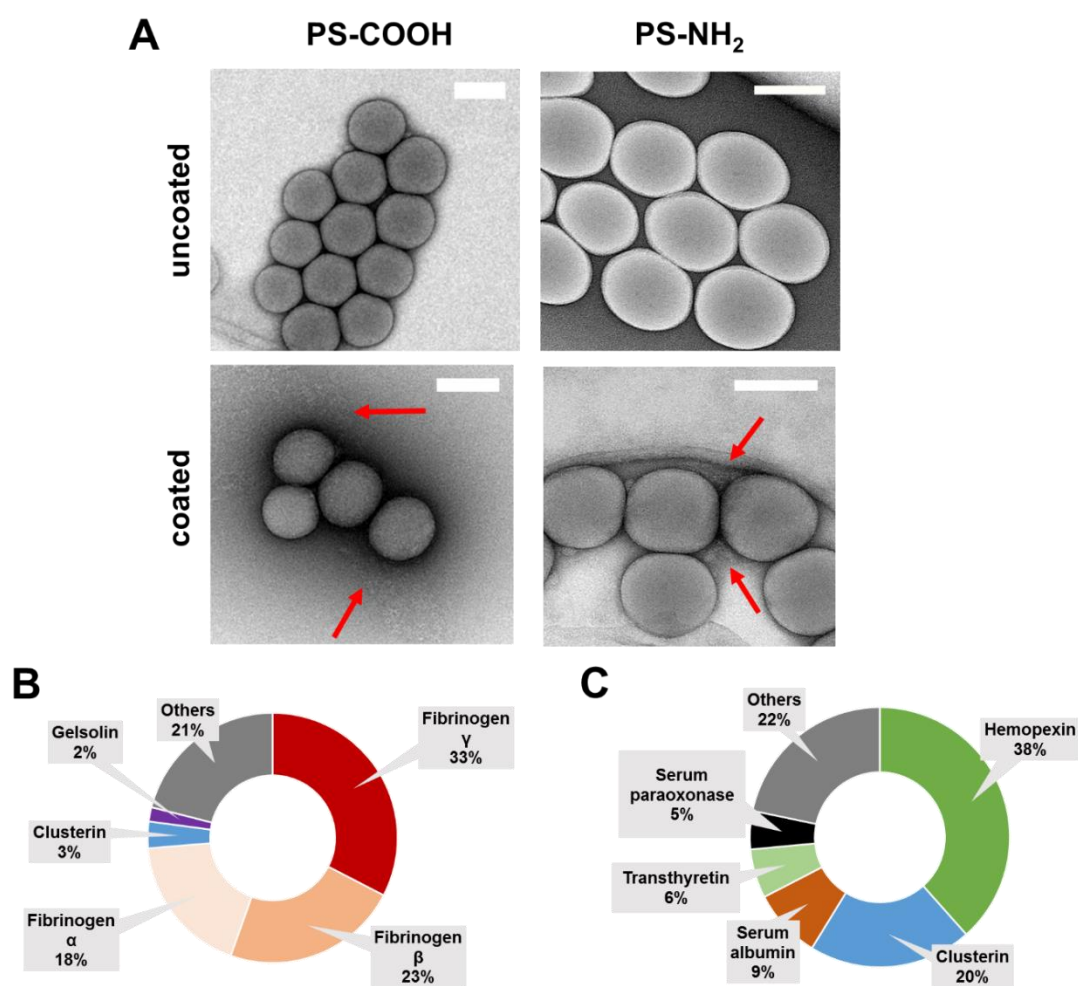 A
PS-COOH
PS-NH₂
uncoated
coated
B
Others
21%
Gelsolin
2%
Clusterin
3%
Fibrinogen
α
18%
Fibrinogen
γ
33%
Fibrinogen
β
23%
C
Others
22%
Serum
paraoxonase
5%
Transthyretin
6%
Serum
albumin
9%
Hemopexin
38%
Clusterin
20%